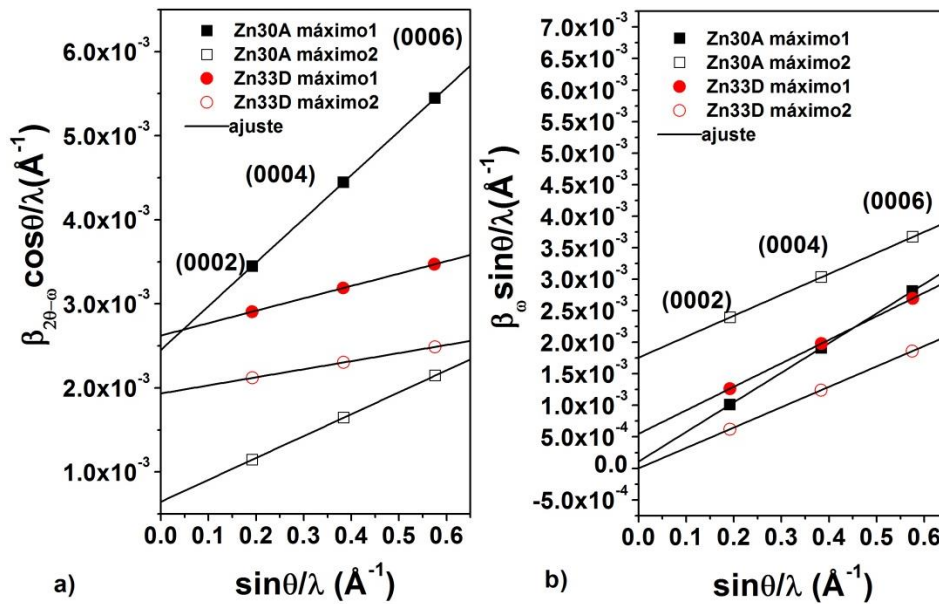 6.0x10⁻³
5.0x10⁻³
4.0x10⁻³
3.0x10⁻³
2.0x10⁻³
1.0x10⁻³
β2θ−ω cosθ/λ(Å⁻¹)
Zn30A máximo1
Zn30A máximo2
Zn33D máximo1
Zn33D máximo2
ajuste
(0006)
(0004)
(0002)
0.0 0.1 0.2 0.3 0.4 0.5 0.6
sinθ/λ (Å⁻¹)
a)
7.0x10⁻³
6.5x10⁻³
6.0x10⁻³
5.5x10⁻³
5.0x10⁻³
4.5x10⁻³
4.0x10⁻³
3.5x10⁻³
3.0x10⁻³
2.5x10⁻³
2.0x10⁻³
1.5x10⁻³
1.0x10⁻³
5.0x10⁻⁴
0.0
-5.0x10⁻⁴
βω sinθ/λ(Å⁻¹)
Zn30A máximo1
Zn30A máximo2
Zn33D máximo1
Zn33D máximo2
ajuste
(0006)
(0004)
(0002)
0.0 0.1 0.2 0.3 0.4 0.5 0.6
sinθ/λ (Å⁻¹)
b)